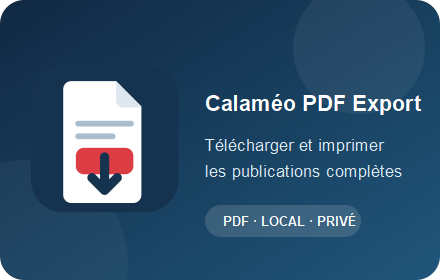 Calaméo PDF Export
Télécharger et imprimer
les publications complètes
PDF · LOCAL · PRIVÉ